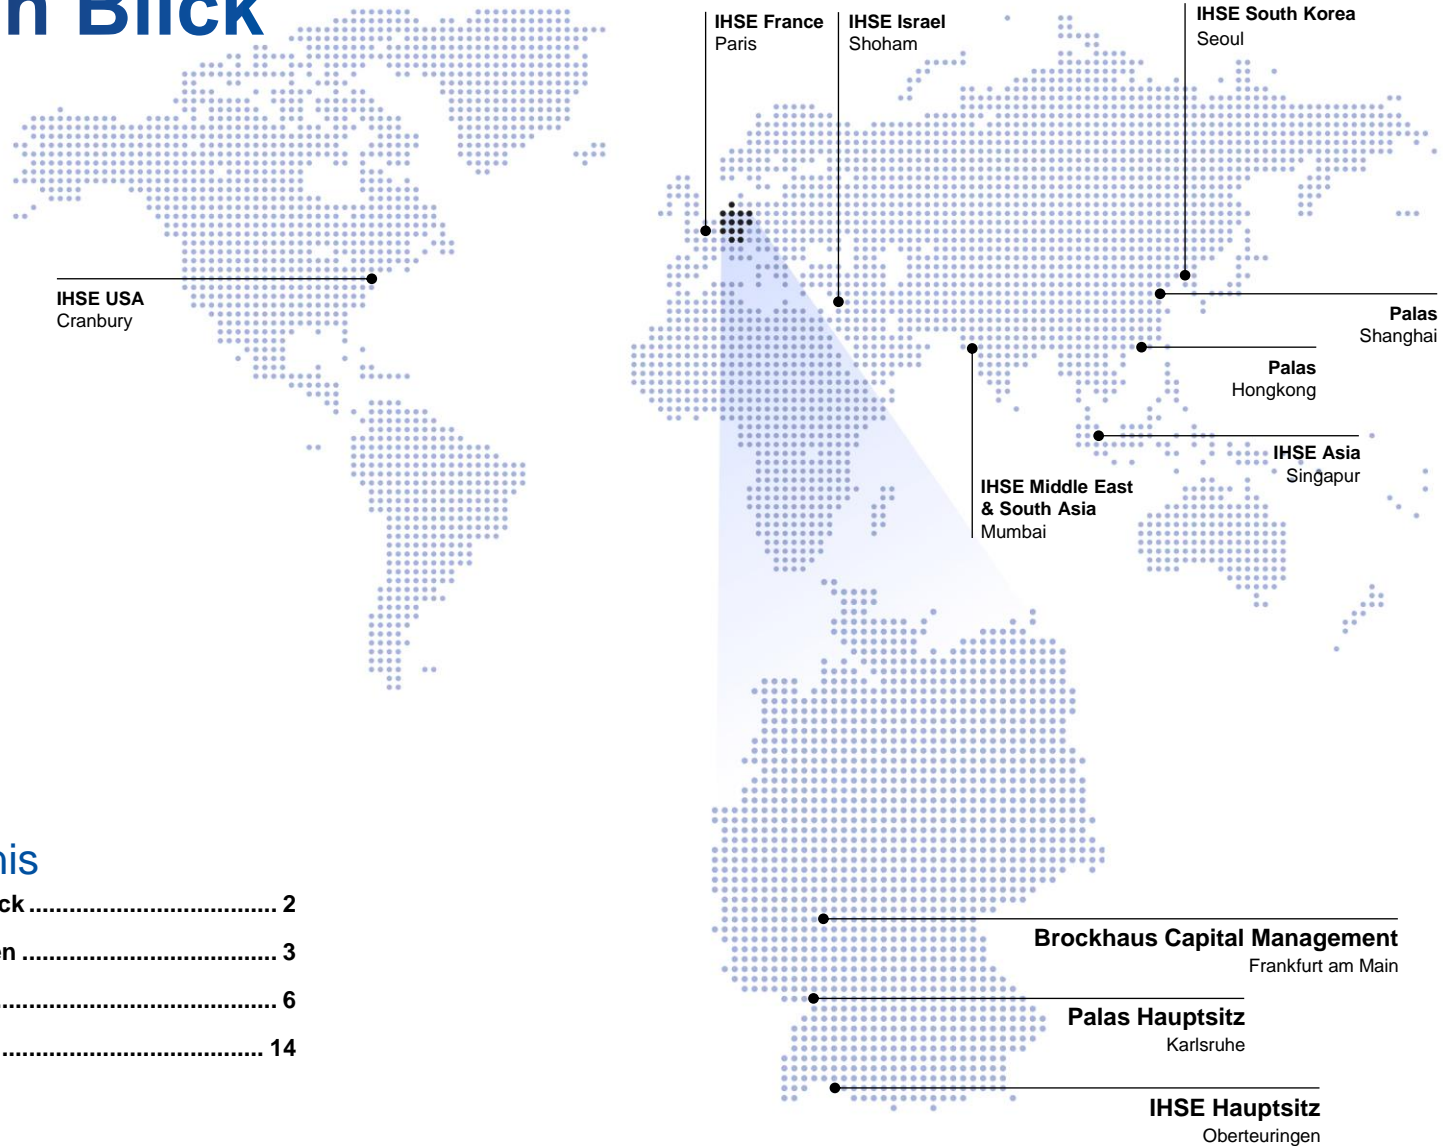 n Blick
IHSE France
Paris
IHSE Israel
Shoham
IHSE South Korea
Seoul
IHSE USA
Cranbury
Palas
Shanghai
Palas
Hongkong
IHSE Asia
Singapur
IHSE Middle East
& South Asia
Mumbai
nis
ck ..................................... 2
en ...................................... 3
......................................... 6
....................................... 14
Brockhaus Capital Management
Frankfurt am Main
Palas Hauptsitz
Karlsruhe
IHSE Hauptsitz
Oberteuringen